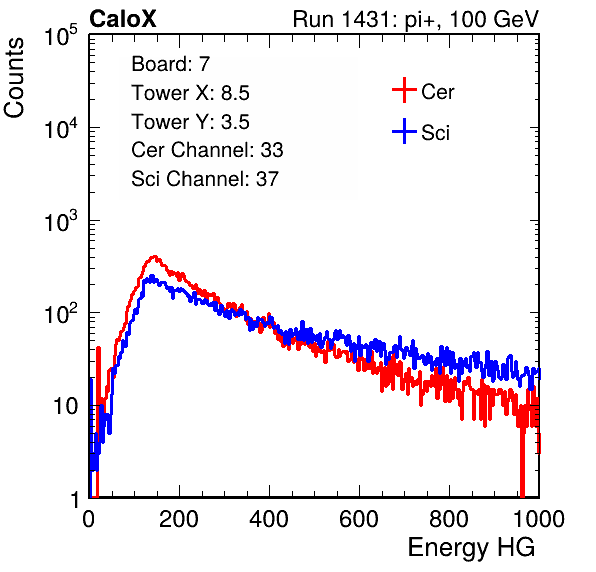 CaloX Run 1431: pi+, 100 GeV
Counts
Board: 7
Tower X: 8.5
Tower Y: 3.5
Cer Channel: 33
Sci Channel: 37
Cer
Sci
10^5
10^4
10^3
10^2
10
1
0 200 400 600 800 1000
Energy HG